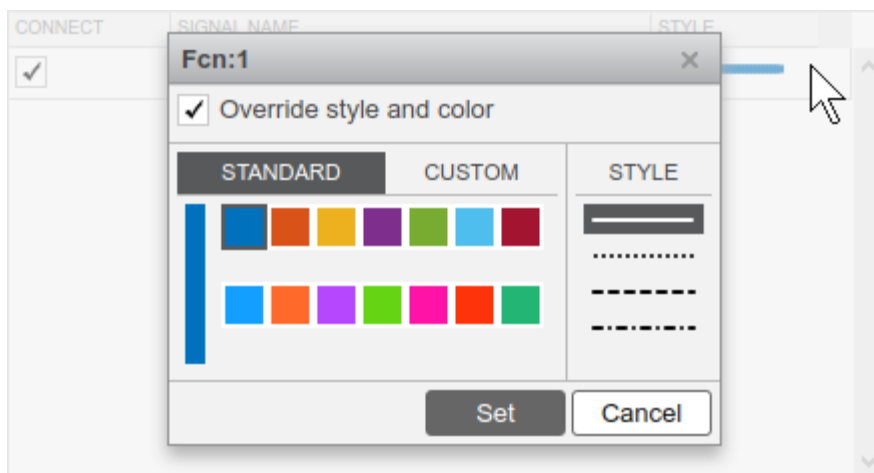 CONNECT SIGNAL NAME STYLE
Fcn:1
Override style and color
STANDARD CUSTOM STYLE
Set Cancel